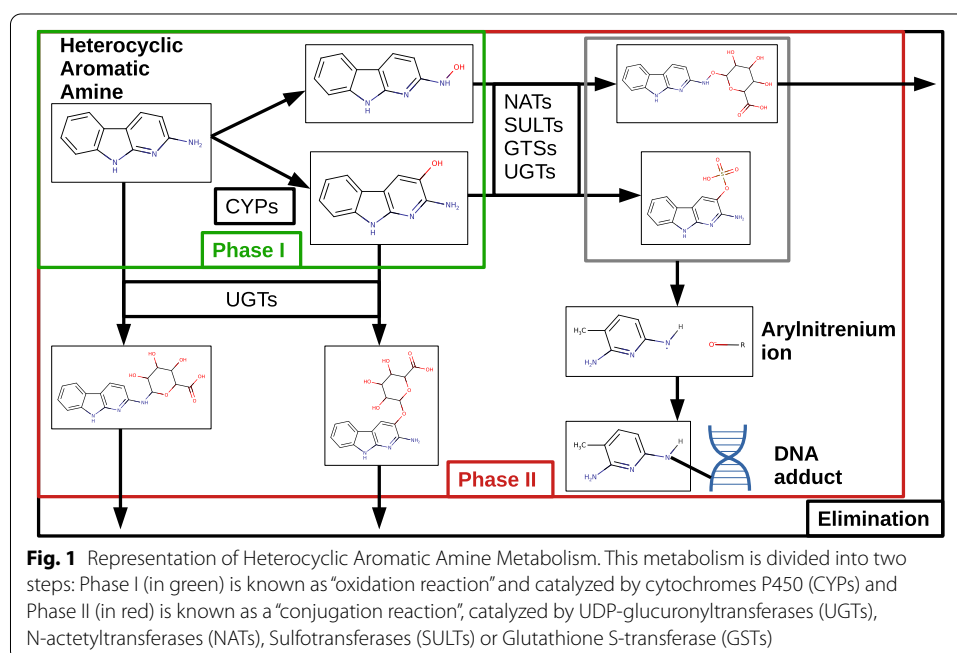 Heterocyclic
Aromatic
Amine
CYPs
Phase I
NATs
SULTs
GTSs
UGTs
UGTs
Arylnitrenium
ion
DNA
adduct
Phase II
Elimination
Fig. 1 Representation of Heterocyclic Aromatic Amine Metabolism. This metabolism is divided into two
steps: Phase I (in green) is known as “oxidation reaction” and catalyzed by cytochromes P450 (CYPs) and
Phase II (in red) is known as a “conjugation reaction”, catalyzed by UDP-glucuronyltransferases (UGTs),
N-actetyltransferases (NATs), Sulfotransferases (SULTs) or Glutathione S-transferase (GSTs)